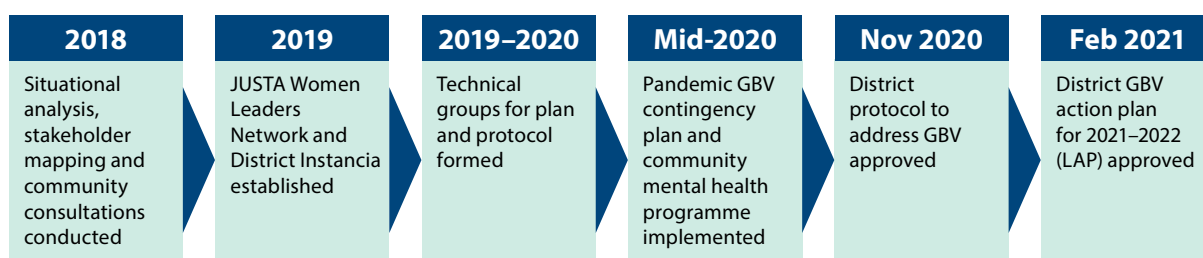 2018
Situational
analysis,
stakeholder
mapping and
community
consultations
conducted
2019
JUSTA Women
Leaders
Network and
District Instancia
established
2019–2020
Technical
groups for plan
and protocol
formed
Mid-2020
Pandemic GBV
contingency
plan and
community
mental health
programme
implemented
Nov 2020
District
protocol to
address GBV
approved
Feb 2021
District GBV
action plan
for 2021–2022
(LAP) approved